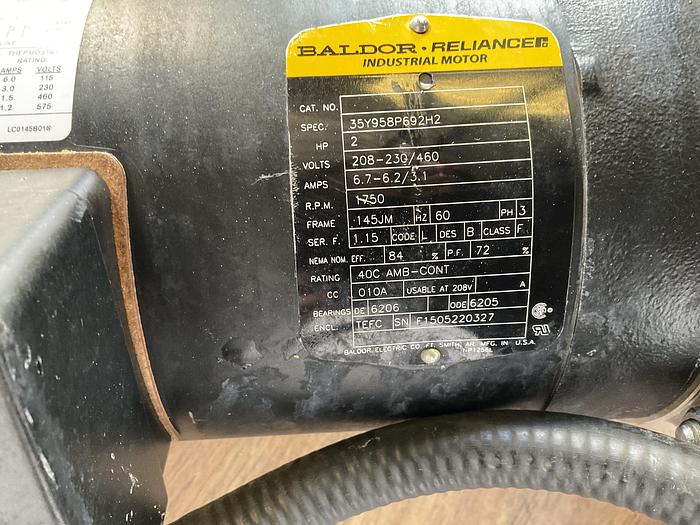 THERMOSTAT
RATING
AMPS VOLTS
6.0 115
3.0 230
1.5 460
1.2 575
LC0145B01®
BALDOR · RELIANCE
INDUSTRIAL MOTOR
CAT. NO.
SPEC. 35Y958P692H2
HP 2
VOLTS 208-230/460
AMPS 6.7-6.2/3.1
R.P.M. 1750
FRAME 145JM HZ 60 PH 3
SER. F. 1.15 CODE L DES B CLASS F
NEMA NOM. EFF. 84 % P.F. 72 %
RATING 40C AMB-CONT
CC 010A USABLE AT 208V A
BEARINGS DE 6206 ODE 6205
ENCL. TEFC SN F1505220327
BALDOR ELECTRIC CO. FT. SMITH, AR. MFG. IN U.S.A.
NP1256L